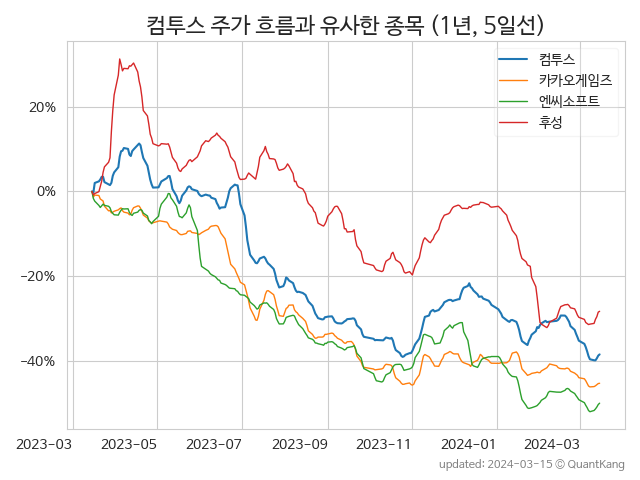 컴투스 주가 흐름과 유사한 종목 (1년, 5일선)
컴투스
카카오게임즈
엔씨소프트
후성
20%
0%
−20%
−40%
2023-03 2023-05 2023-07 2023-09 2023-11 2024-01 2024-03
updated: 2024-03-15 © QuantKang